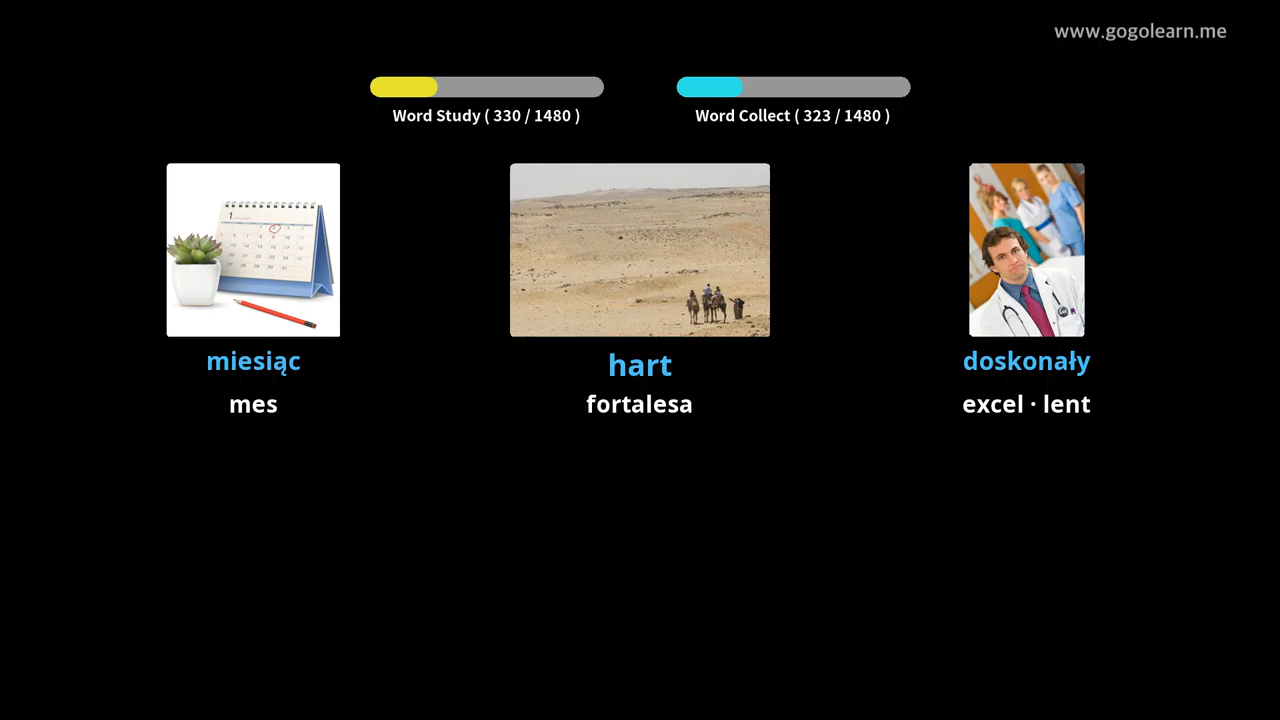 www.gogolearn.me
Word Study ( 330 / 1480 )
Word Collect ( 323 / 1480 )
miesiąc
hart
doskonały
mes
fortalesa
excel · lent